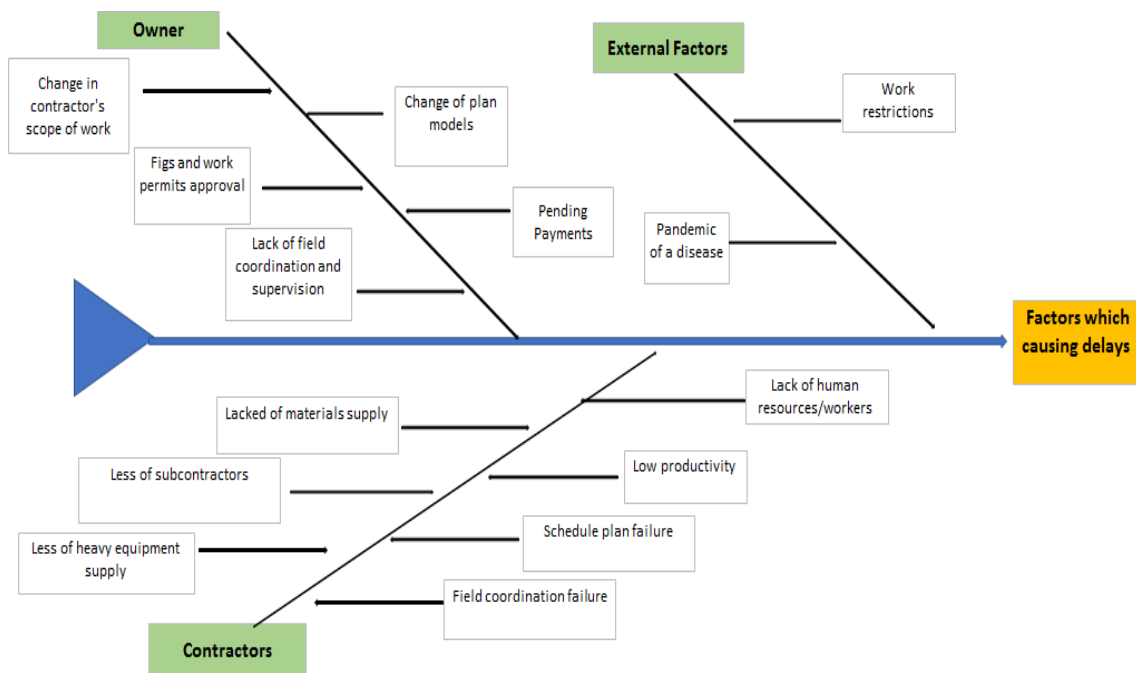 Owner
External Factors
Change in
contractor's
scope of work
Change of plan
models
Work
restrictions
Figs and work
permits approval
Pending
Payments
Pandemic
of a disease
Lack of field
coordination and
supervision
Factors which
causing delays
Lack of human
resources/workers
Lacked of materials supply
Low productivity
Less of subcontractors
Schedule plan failure
Less of heavy equipment
supply
Field coordination failure
Contractors